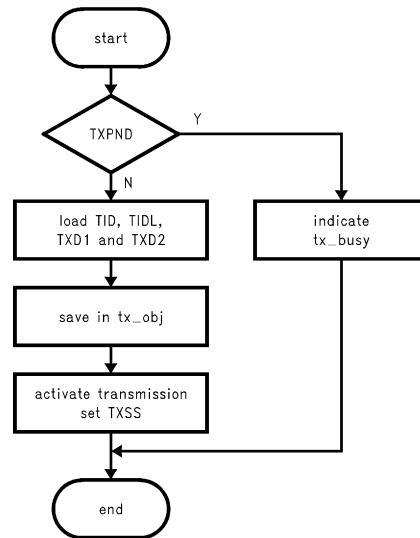 start
TXPND
Y
N
load TID, TIDL,
TXD1 and TXD2
indicate
tx_busy
save in tx_obj
activate transmission
set TXSS
end